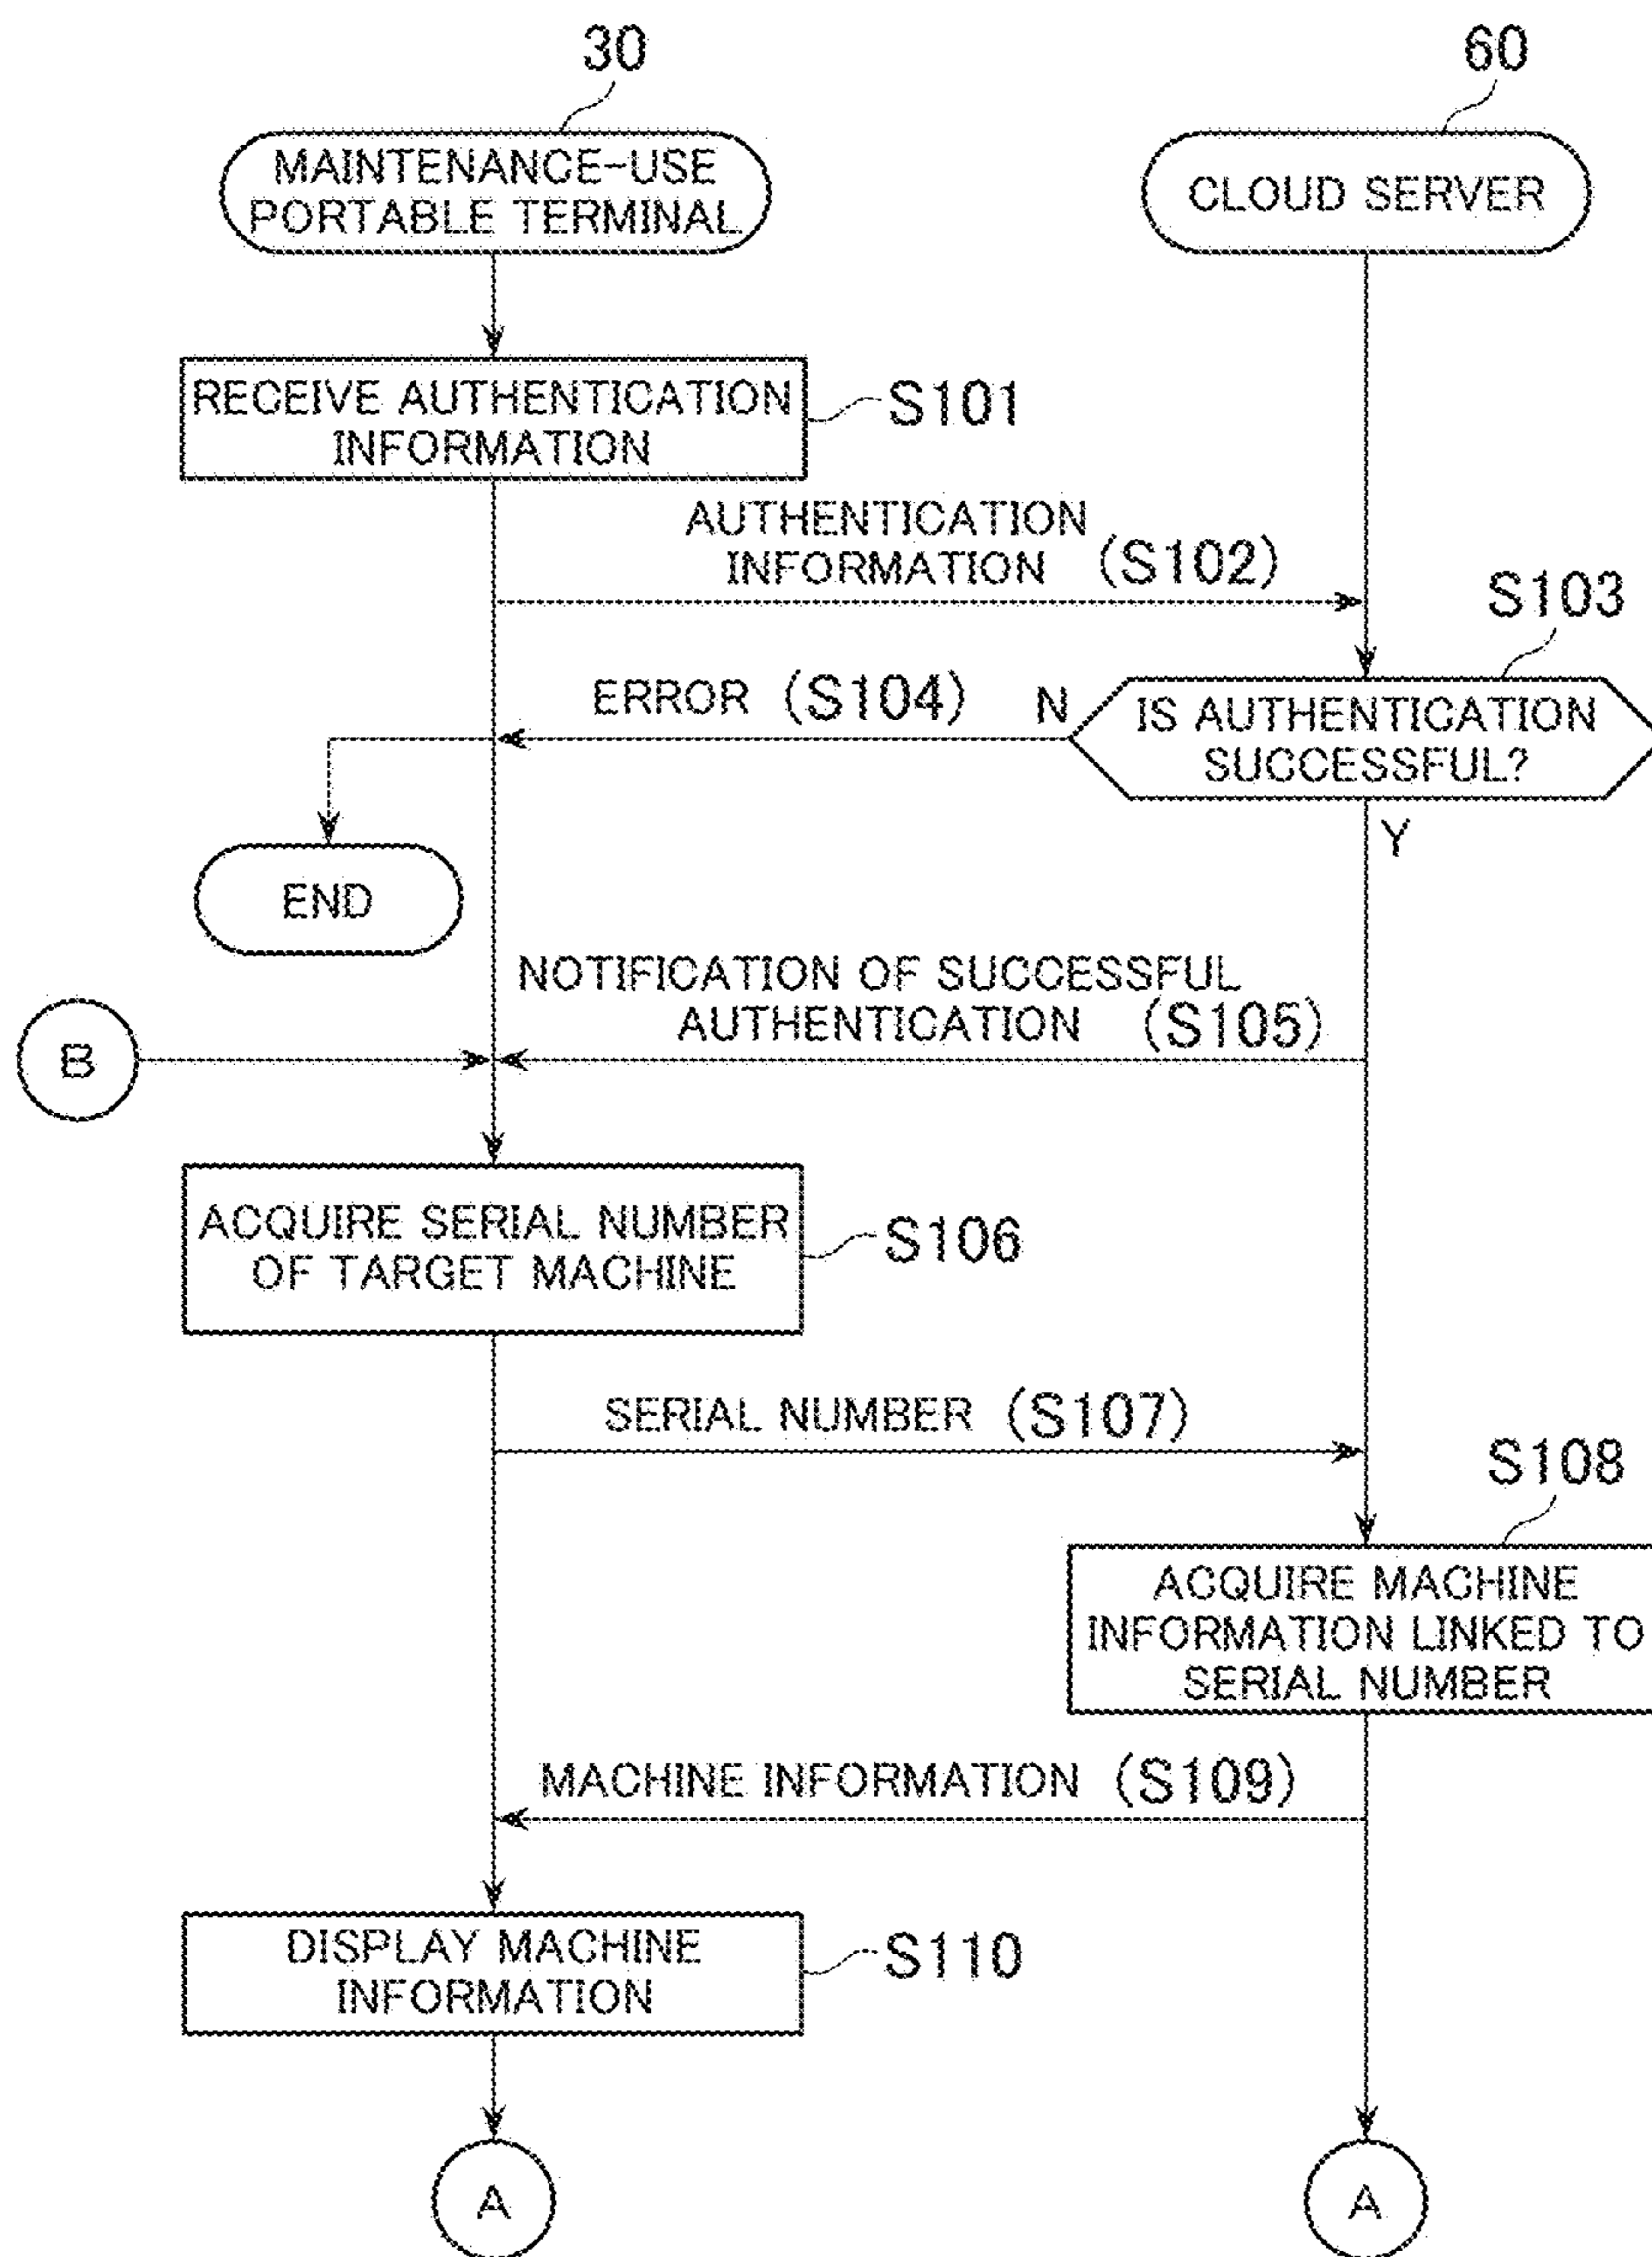 30
60
MAINTENANCE-USE
PORTABLE TERMINAL
CLOUD SERVER
RECEIVE AUTHENTICATION
INFORMATION
S101
AUTHENTICATION
INFORMATION (S102)
S103
ERROR (S104)
N
IS AUTHENTICATION
SUCCESSFUL?
Y
END
NOTIFICATION OF SUCCESSFUL
AUTHENTICATION (S105)
B
ACQUIRE SERIAL NUMBER
OF TARGET MACHINE
S106
SERIAL NUMBER (S107)
S108
ACQUIRE MACHINE
INFORMATION LINKED TO
SERIAL NUMBER
MACHINE INFORMATION (S109)
DISPLAY MACHINE
INFORMATION
S110
A
A